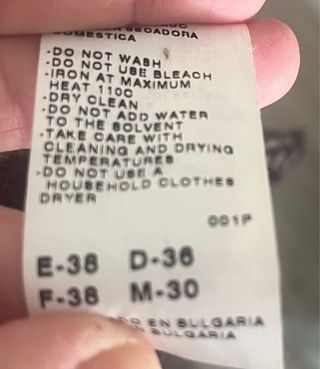 SECADORA
DOMESTICA
-DO NOT WASH
-DO NOT USE BLEACH
-IRON AT MAXIMUM
HEAT 110C
-DRY CLEAN
-DO NOT ADD WATER
TO THE SOLVENT
-TAKE CARE WITH
CLEANING AND DRYING
TEMPERATURES
-DO NOT USE A
HOUSEHOLD CLOTHES
DRYER
001P
E-38 D-36
F-38 M-30
EN BULGARIA
BULGARIA